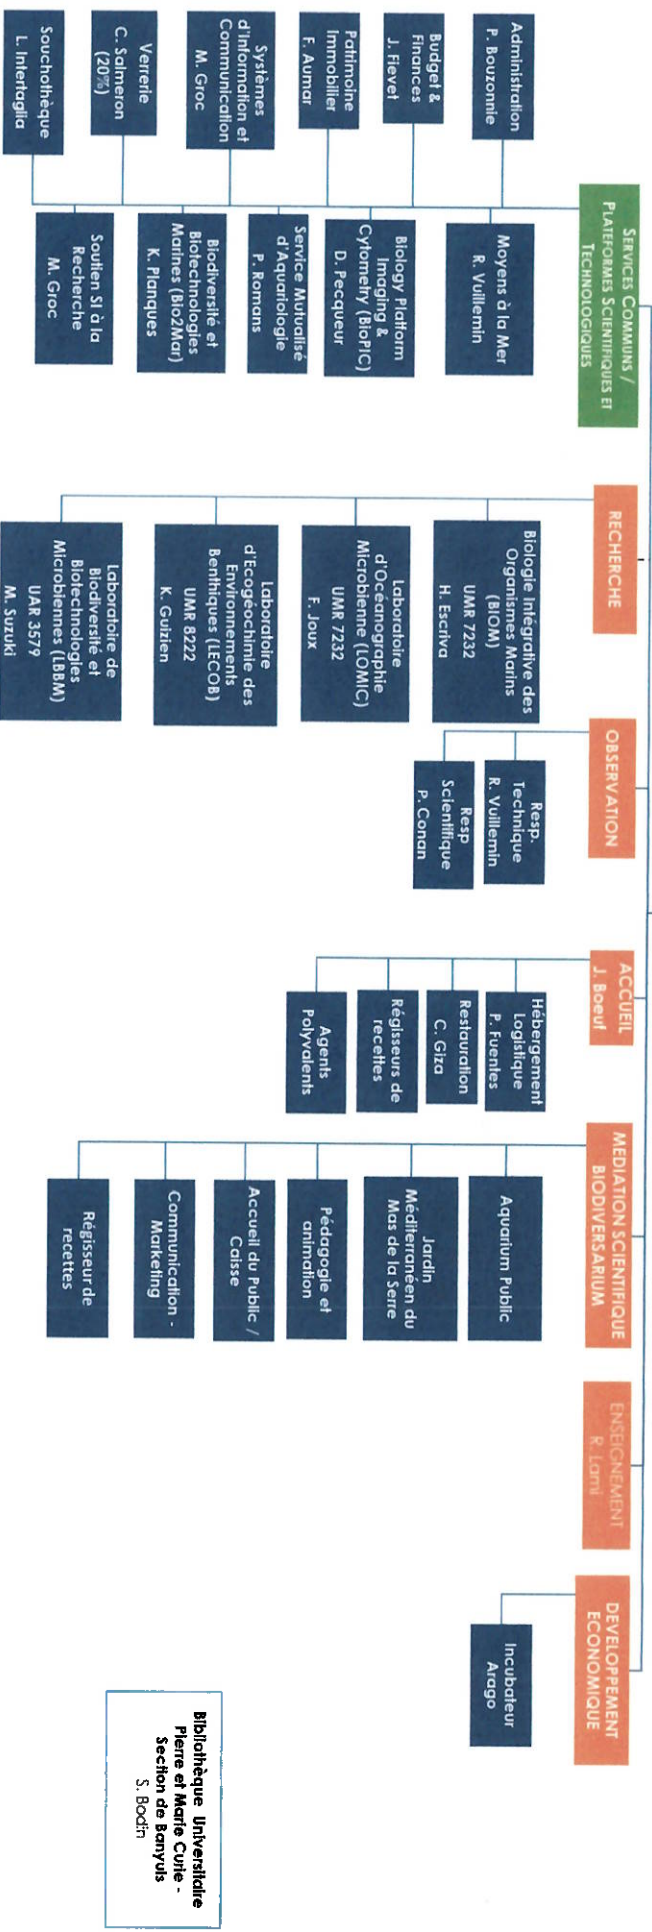 SERVICES COMMUNS /
PLATEFORMES SCIENTIFIQUES ET
TECHNOLOGIQUES
Administration
P. Bouzonnie
Budget &
Finances
J. Fievet
Patrimoine
Immobilier
F. Aumar
Systèmes
d'Information et
Communication
M. Groc
Verrerie
C. Salmeron
(20%)
Souchothèque
L. Intertaglia
Moyens à la Mer
R. Vuillemin
Biology Platform
Imaging &
Cytometry (BioPIC)
D. Pecqueur
Service Mutualisé
d'Aquariologie
P. Romans
Biodiversité et
Biotechnologies
Marines (Bio2Mar)
K. Planques
Soutien SI à la
Recherche
M. Groc
RECHERCHE
Biologie Intégrative des
Organismes Marins
(BIOM)
UMR 7232
H. Escriva
Laboratoire
d'Océanographie
Microbienne (LOMIC)
UMR 7232
F. Joux
Laboratoire
d'Ecogéochimie des
Environnements
Benthiques (LECOB)
UMR 8222
K. Guizien
Laboratoire de
Biodiversité et
Biotechnologies
Microbiennes (LBBM)
UAR 3579
M. Suzuki
OBSERVATION
Resp.
Technique
R. Vuillemin
Resp
Scientifique
P. Conan
ACCUEIL
J. Boeuf
Hébergement
Logistique
P. Fuentes
Restauration
C. Giza
Régisseurs de
recettes
Agents
Polyvalents
MEDIATION SCIENTIFIQUE
BIODIVERSARIUM
Aquarium Public
Jardin
Méditerranéen du
Mas de la Serre
Pédagogie et
animation
Accueil du Public /
Caisse
Communication -
Marketing
Régisseur de
recettes
ENSEIGNEMENT
R. Lami
DEVELOPPEMENT
ECONOMIQUE
Incubateur
Arago
Bibliothèque Universitaire
Pierre et Marie Curie -
Section de Banyuls
S. Bodin